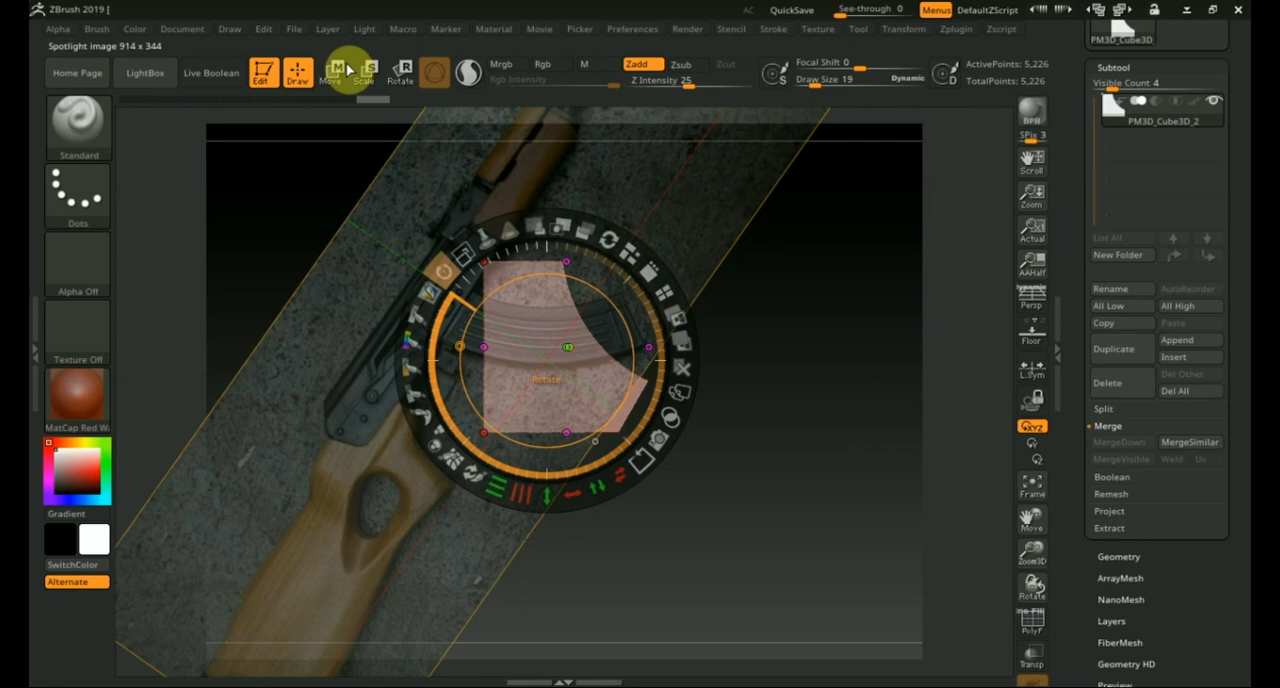 ZBrush 2019 [
AC QuickSave See-through 0 Menus DefaultZScript
Alpha Brush Color Document Draw Edit File Layer Light Macro Marker Material Movie Picker Preferences Render Stencil Stroke Texture Tool Transform Zplugin Zscript
Spotlight image 914 x 344
Home Page LightBox Live Boolean Edit Draw Move Scale Rotate
Mrgb Rgb M Zadd Zsub Zcut
Rgb Intensity Z Intensity 25
Focal Shift 0
Draw Size 19 Dynamic
ActivePoints: 5,226
TotalPoints: 5,226
Standard
Dots
Alpha Off
Texture Off
MatCap Red W
Gradient
SwitchColor
Alternate
Rotate
BPR
SPix 3
Scroll
Zoom
Actual
AAHalf
Dynamic
Persp
Floor
L.Sym
XYZ
Frame
Move
Zoom3D
Rotate
PolyF
Transp
PM3D_Cube3D_
Subtool
Visible Count 4
PM3D_Cube3D_2
List All
New Folder
Rename AutoReorder
All Low All High
Copy Paste
Duplicate Append
Insert
Delete Del Other
Del All
Split
Merge
MergeDown MergeSimilar
MergeVisible Weld Uv
Boolean
Remesh
Project
Extract
Geometry
ArrayMesh
NanoMesh
Layers
FiberMesh
Geometry HD
Preview